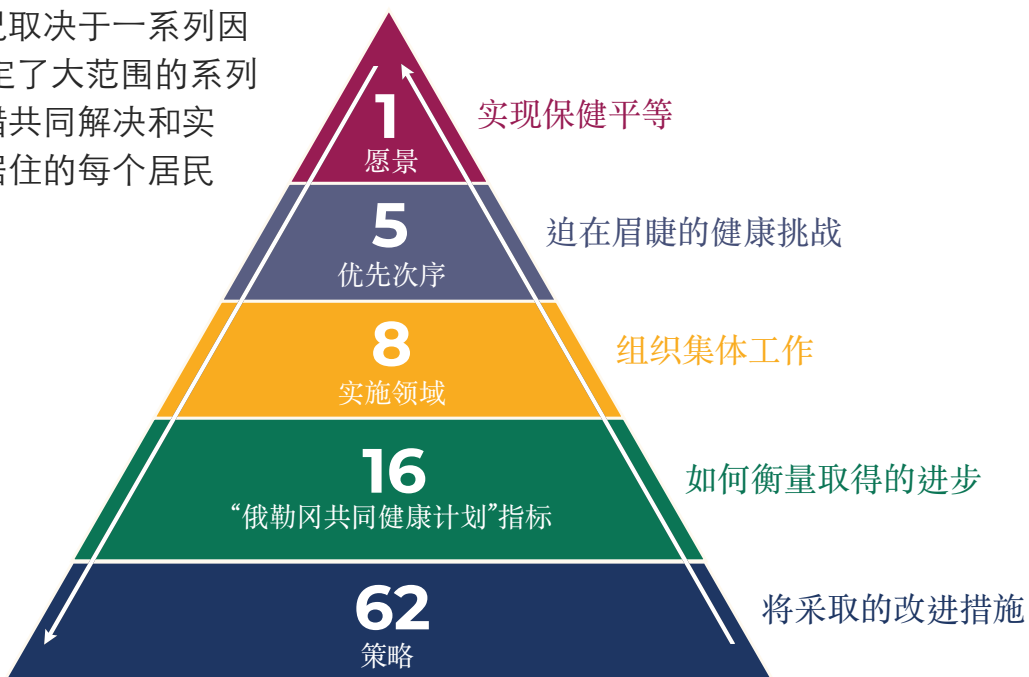 况取决于一系列因
定了大范围的系列
措共同解决和实
居住的每个居民
1
愿景
实现保健平等
5
优先次序
迫在眉睫的健康挑战
8
实施领域
组织集体工作
16
“俄勒冈共同健康计划”指标
如何衡量取得的进步
62
策略
将采取的改进措施